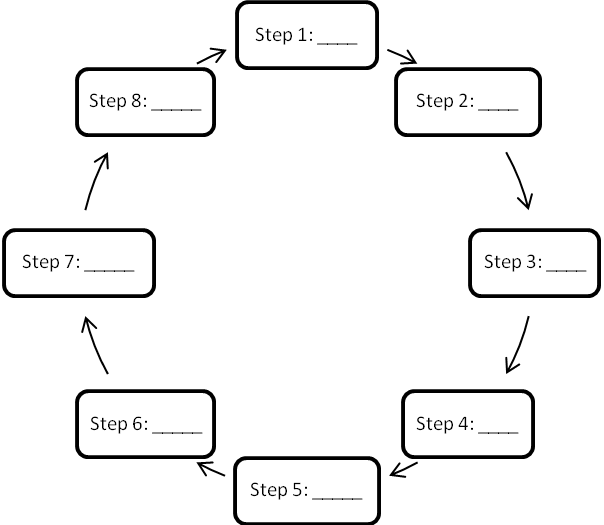 Step 1: ____
Step 2: ____
Step 3: ____
Step 4: ____
Step 5: _____
Step 6: _____
Step 7: _____
Step 8: _____